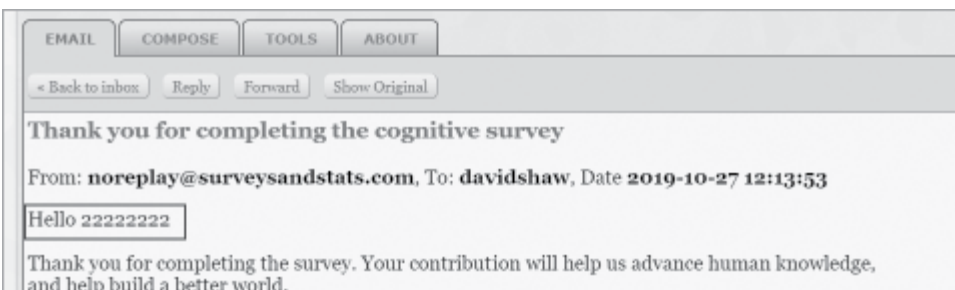 EMAIL COMPOSE TOOLS ABOUT
« Back to inbox Reply Forward Show Original
Thank you for completing the cognitive survey
From: noreplay@surveysandstats.com, To: davidshaw, Date 2019-10-27 12:13:53
Hello 22222222
Thank you for completing the survey. Your contribution will help us advance human knowledge,
and help build a better world.